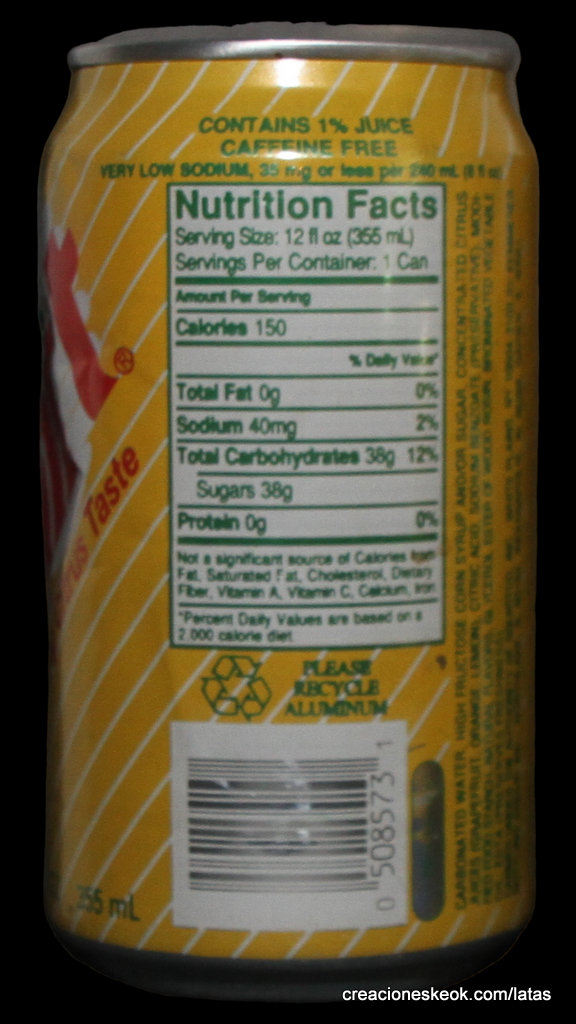 CONTAINS 1% JUICE
CAFFEINE FREE
VERY LOW SODIUM, 35 mg or less per 240 mL (8 fl oz)
Nutrition Facts
Serving Size: 12 fl oz (355 mL)
Servings Per Container: 1 Can
Amount Per Serving
Calories 150
% Daily Value*
Total Fat 0g 0%
Sodium 40mg 2%
Total Carbohydrates 38g 12%
Sugars 38g
Protein 0g 0%
Not a significant source of Calories from
Fat, Saturated Fat, Cholesterol, Dietary
Fiber, Vitamin A, Vitamin C, Calcium, Iron
*Percent Daily Values are based on a
2,000 calorie diet.
PLEASE
RECYCLE
ALUMINUM
0 508573 1
®
Taste
355 mL
CARBONATED WATER, HIGH FRUCTOSE CORN SYRUP AND/OR SUGAR, CONCENTRATED CITRUS
creacioneskeok.com/latas